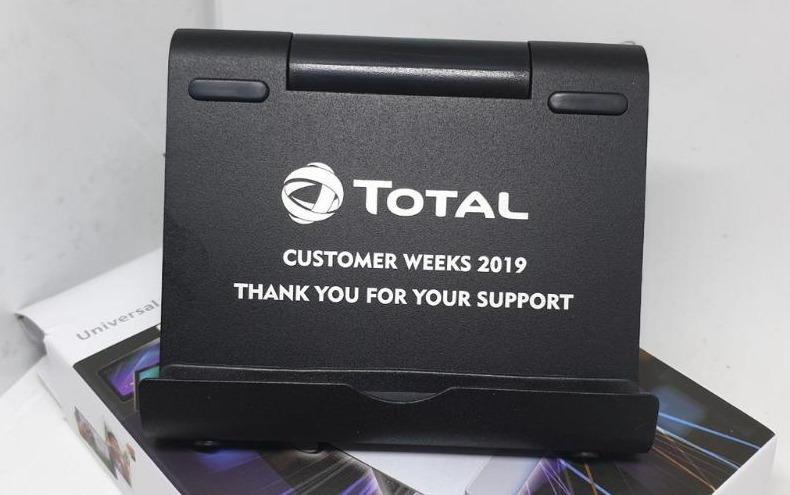 TOTAL
CUSTOMER WEEKS 2019
THANK YOU FOR YOUR SUPPORT
Universal